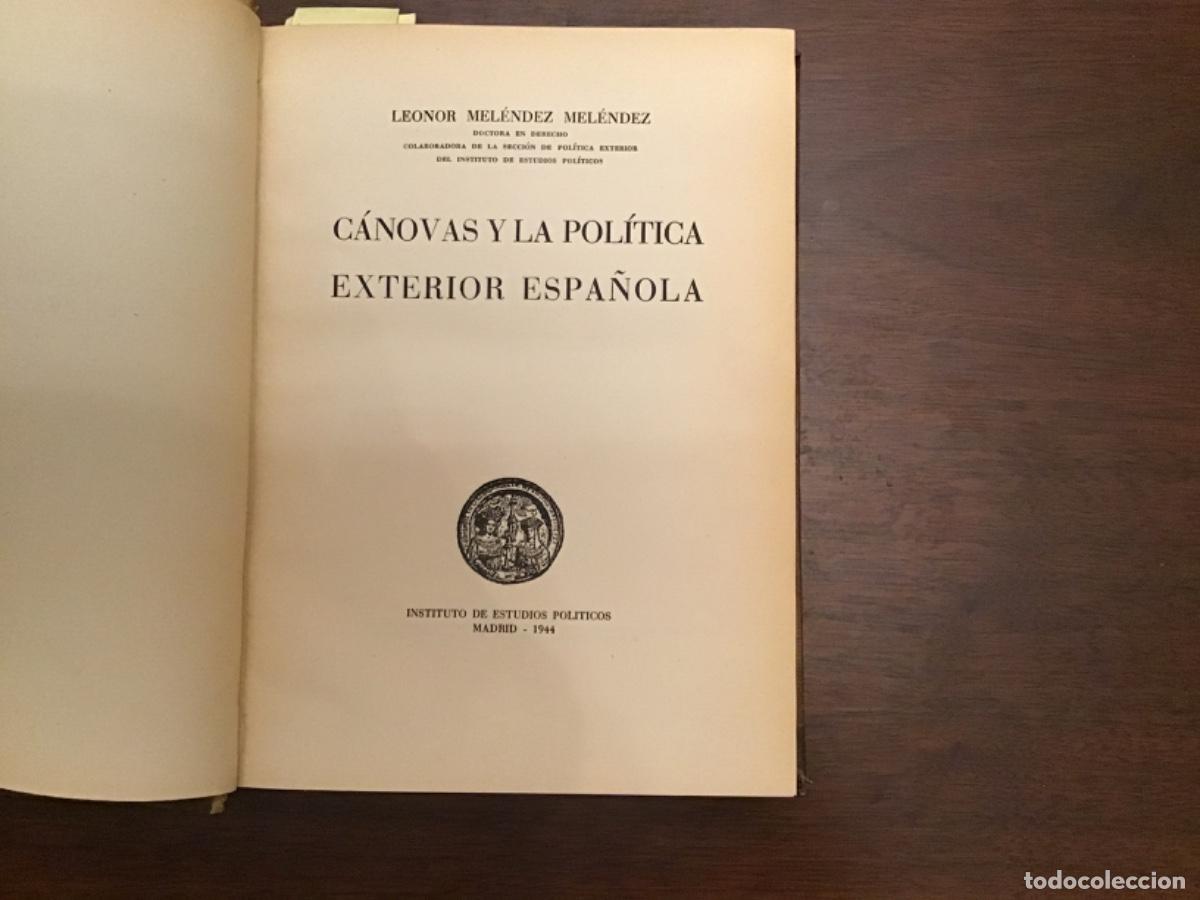 LEONOR MELÉNDEZ MELÉNDEZ
DOCTORA EN DERECHO
COLABORADORA DE LA SECCIÓN DE POLÍTICA EXTERIOR
DEL INSTITUTO DE ESTUDIOS POLÍTICOS
CÁNOVAS Y LA POLÍTICA
EXTERIOR ESPAÑOLA
INSTITUTO DE ESTUDIOS POLITICOS
MADRID - 1944
todocoleccion